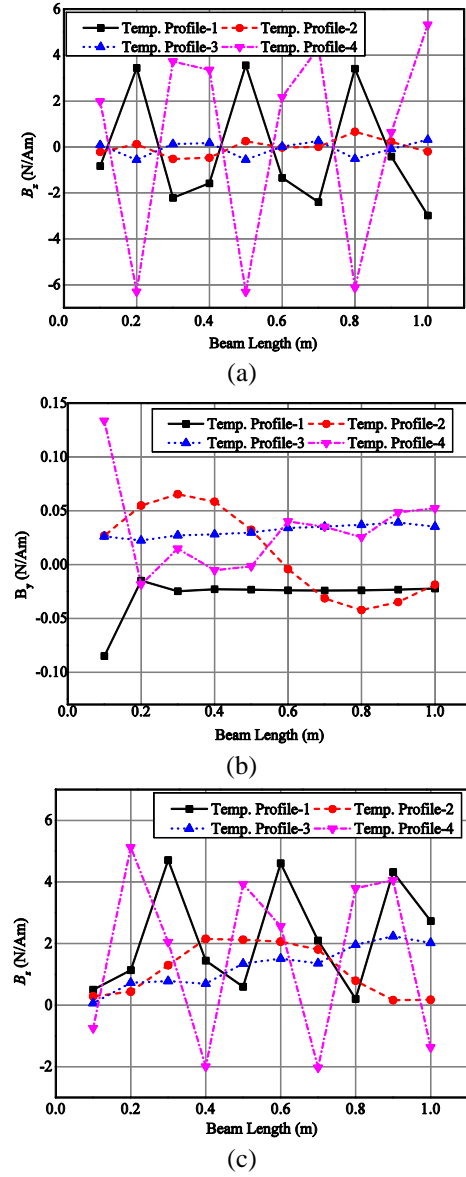 6
Temp. Profile-1
Temp. Profile-2
Temp. Profile-3
Temp. Profile-4
4
2
0
-2
-4
-6
Bz (N/Am)
0.0
0.2
0.4
0.6
0.8
1.0
Beam Length (m)
(a)
0.15
Temp. Profile-1
Temp. Profile-2
Temp. Profile-3
Temp. Profile-4
0.10
0.05
0.00
-0.05
-0.10
By (N/Am)
0.0
0.2
0.4
0.6
0.8
1.0
Beam Length (m)
(b)
Temp. Profile-1
Temp. Profile-2
Temp. Profile-3
Temp. Profile-4
6
4
2
0
-2
Bz (N/Am)
0.0
0.2
0.4
0.6
0.8
1.0
Beam Length (m)
(c)